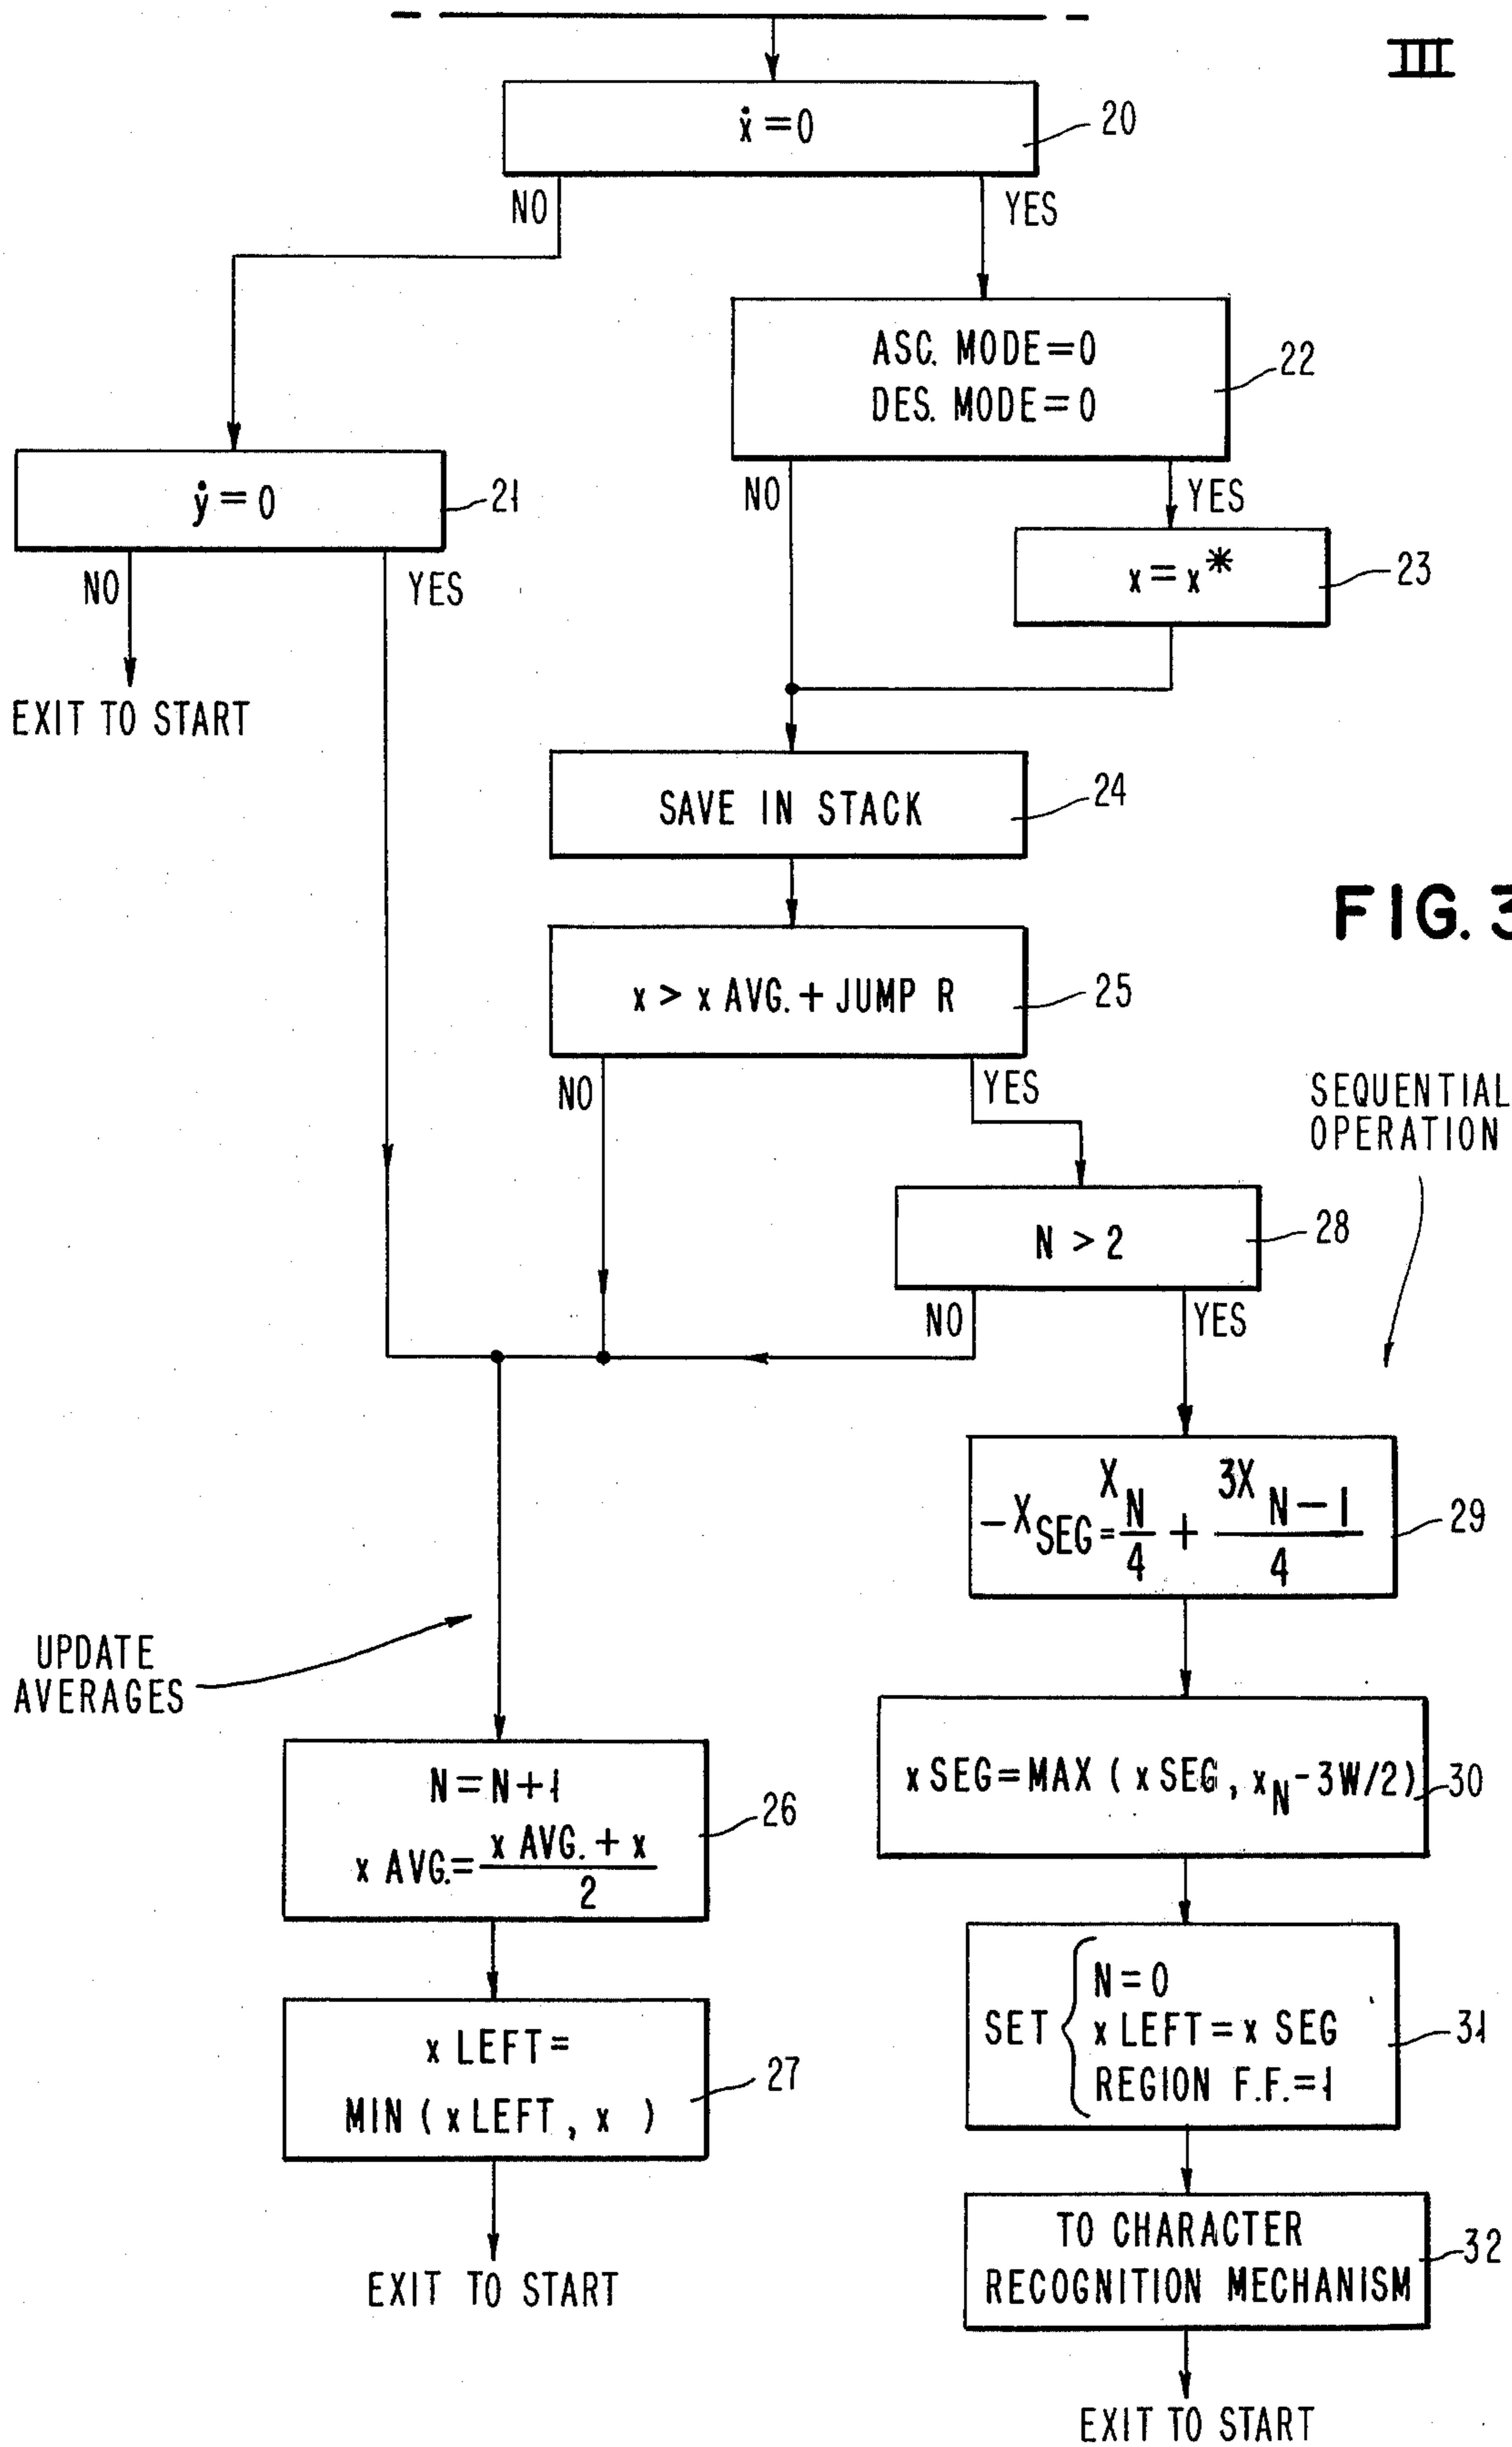 III
ẋ = 0
20
NO
YES
ASC. MODE = 0
DES. MODE = 0
22
ẏ = 0
21
NO
YES
NO
YES
x = x*
23
EXIT TO START
SAVE IN STACK
24
FIG. 3
x > x AVG. + JUMP R
25
NO
YES
SEQUENTIAL
OPERATION
N > 2
28
NO
YES
-X SEG = X N/4 + 3X N-1/4
29
UPDATE
AVERAGES
x SEG = MAX ( x SEG , x N - 3W/2 )
30
N = N + 1
x AVG. = x AVG. + x / 2
26
SET { N = 0
x LEFT = x SEG
REGION F.F. = 1
31
x LEFT =
MIN ( x LEFT , x )
27
TO CHARACTER
RECOGNITION MECHANISM
32
EXIT TO START
EXIT TO START